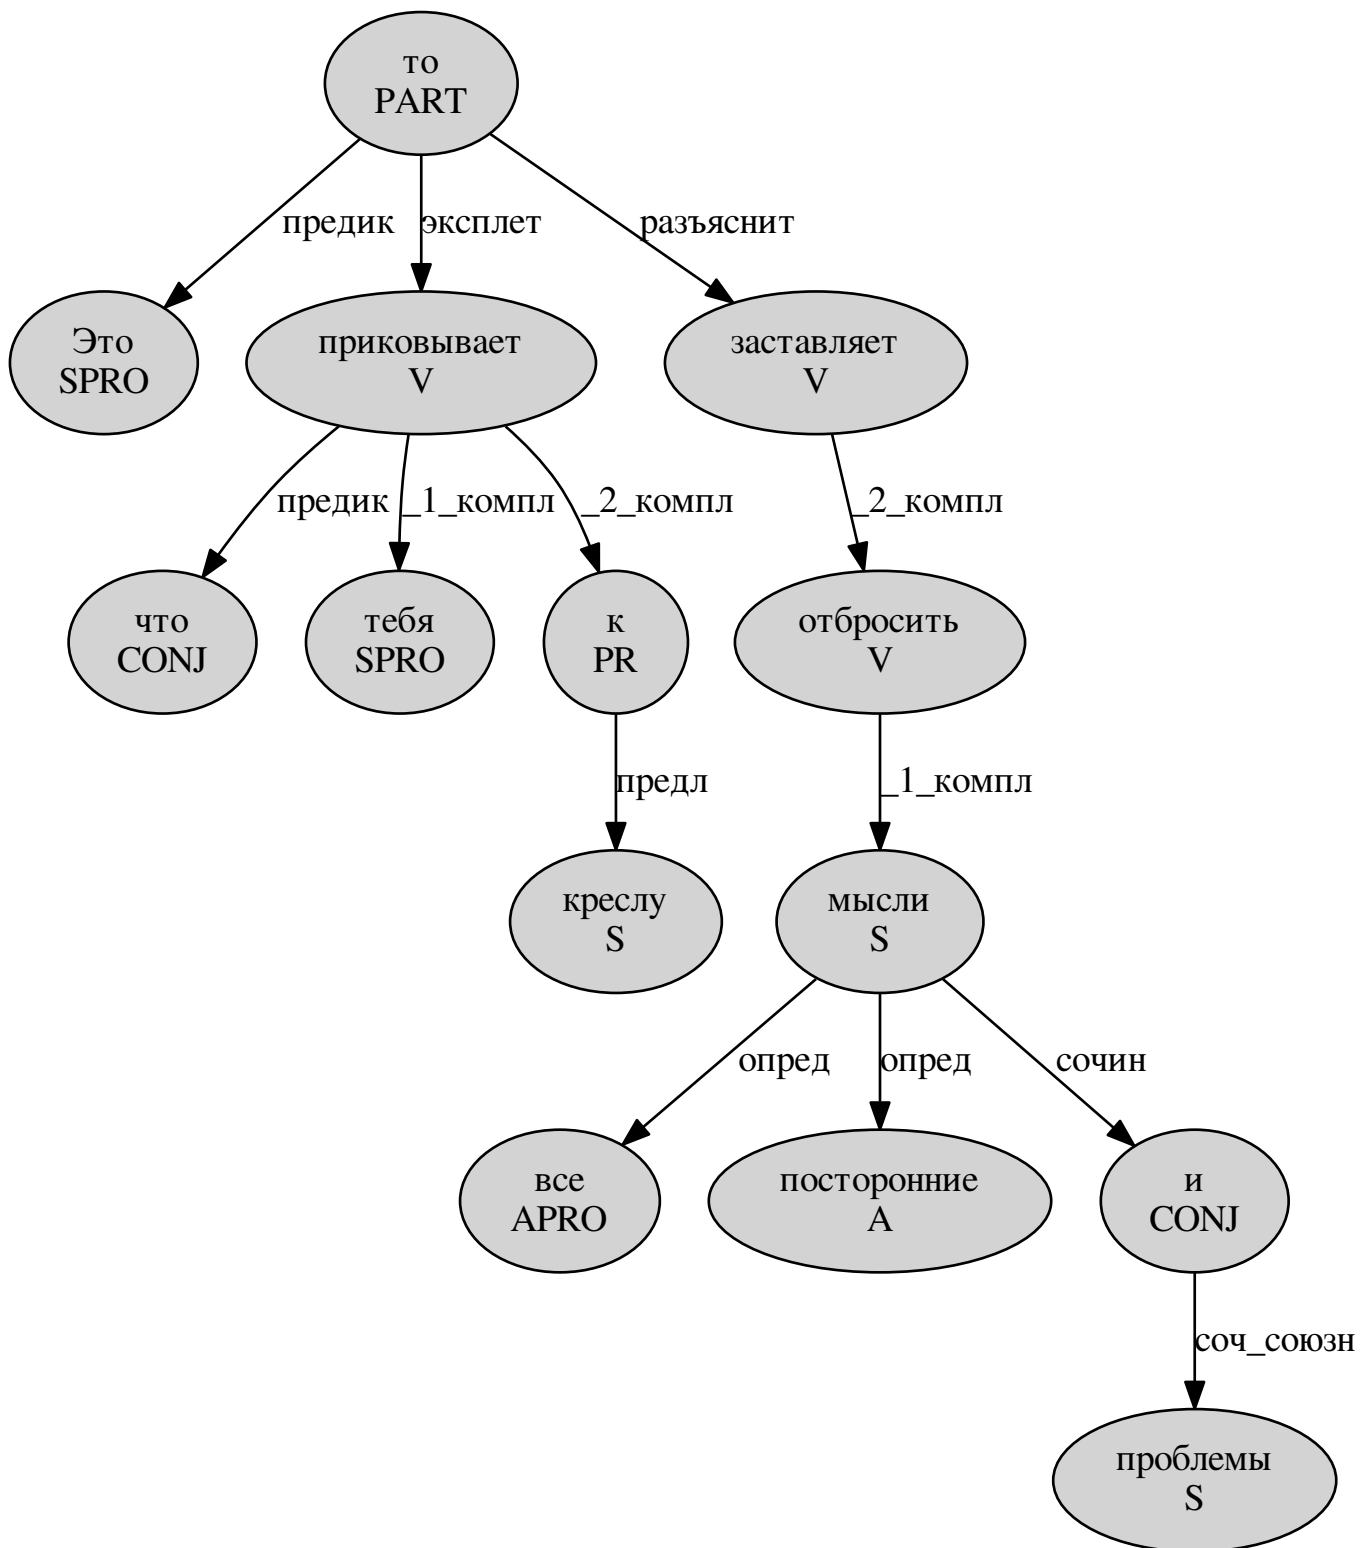 то
PART
предик
эксплет
разъяснит
Это
SPRO
приковывает
V
заставляет
V
предик
_1_компл
_2_компл
_2_компл
что
CONJ
тебя
SPRO
к
PR
отбросить
V
предл
_1_компл
креслу
S
мысли
S
опред
опред
сочин
все
APRO
посторонние
A
и
CONJ
соч_союзн
проблемы
S